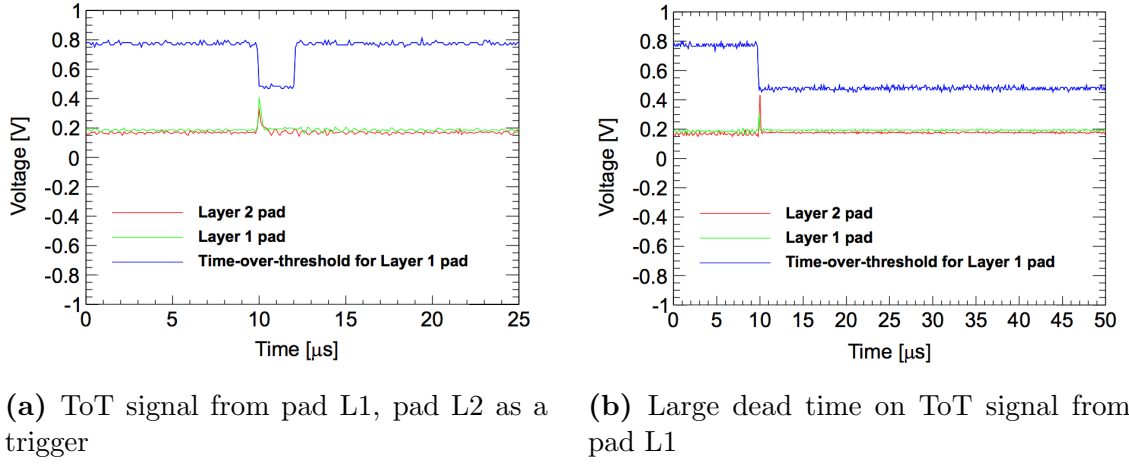 1
0.8
0.6
0.4
0.2
0
-0.2
-0.4
-0.6
-0.8
-1
Voltage [V]
Layer 2 pad
Layer 1 pad
Time-over-threshold for Layer 1 pad
0 5 10 15 20 25
Time [μs]
(a) ToT signal from pad L1, pad L2 as a
trigger
1
0.8
0.6
0.4
0.2
0
-0.2
-0.4
-0.6
-0.8
-1
Voltage [V]
Layer 2 pad
Layer 1 pad
Time-over-threshold for Layer 1 pad
0 5 10 15 20 25 30 35 40 45 50
Time [μs]
(b) Large dead time on ToT signal from
pad L1